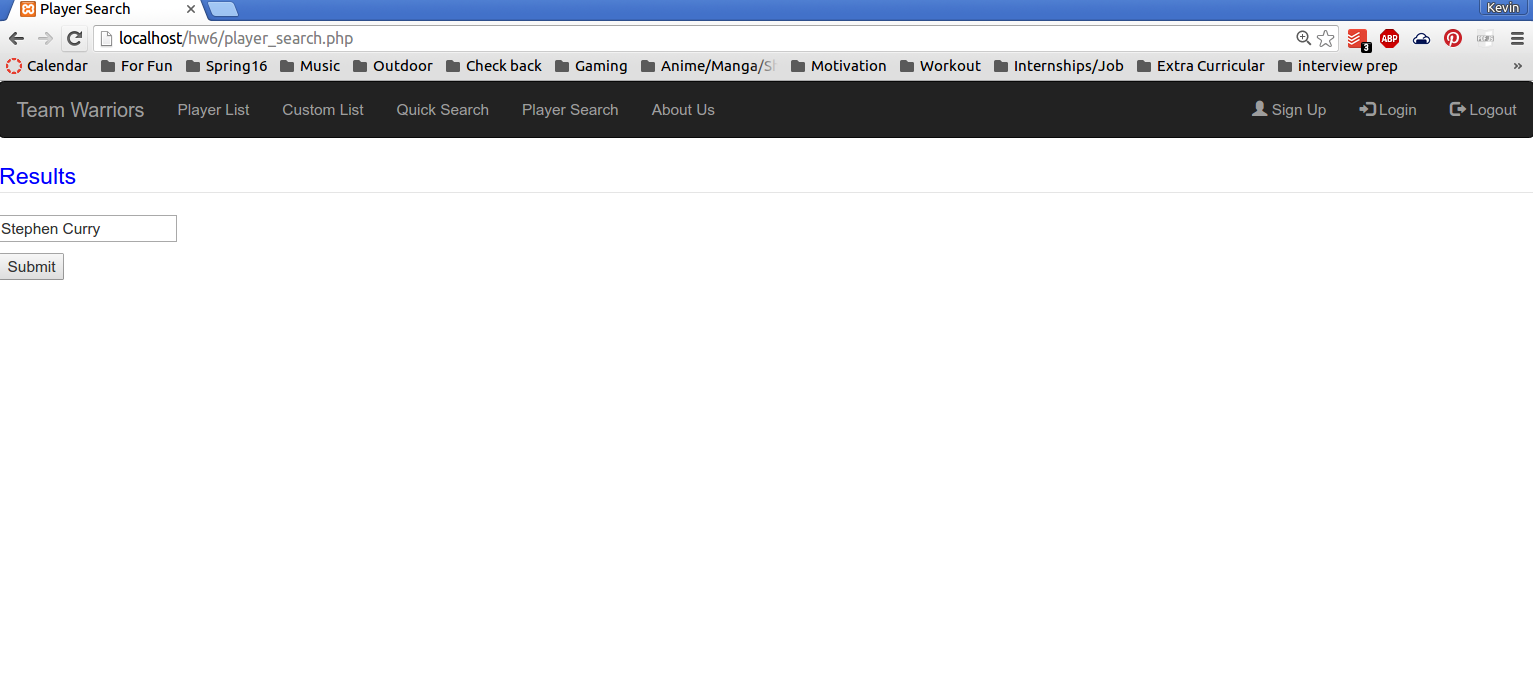 Player Search
Kevin
localhost/hw6/player_search.php
3
ABP
Calendar For Fun Spring16 Music Outdoor Check back Gaming Anime/Manga/Sh Motivation Workout Internships/Job Extra Curricular interview prep »
Team Warriors Player List Custom List Quick Search Player Search About Us Sign Up Login Logout
Results
Stephen Curry
Submit